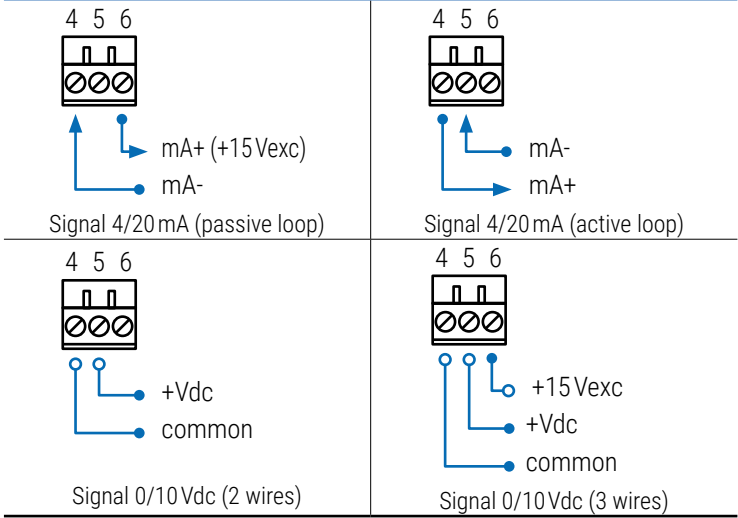 4 5 6
mA+ (+15 Vexc)
mA-
Signal 4/20 mA (passive loop)
4 5 6
mA-
mA+
Signal 4/20 mA (active loop)
4 5 6
+Vdc
common
Signal 0/10 Vdc (2 wires)
4 5 6
+15 Vexc
+Vdc
common
Signal 0/10 Vdc (3 wires)